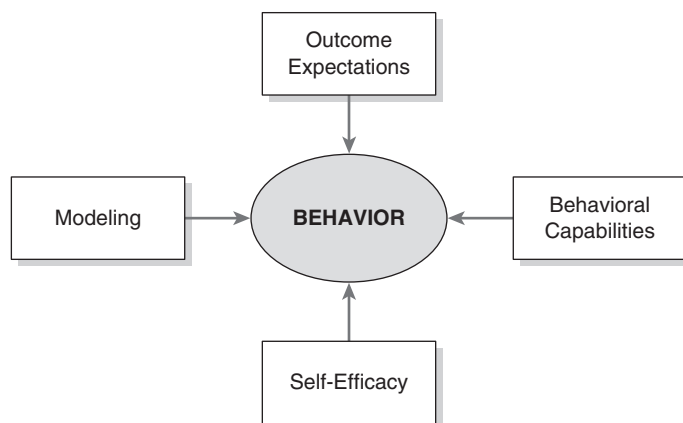 Outcome
Expectations
Modeling
BEHAVIOR
Behavioral
Capabilities
Self-Efficacy